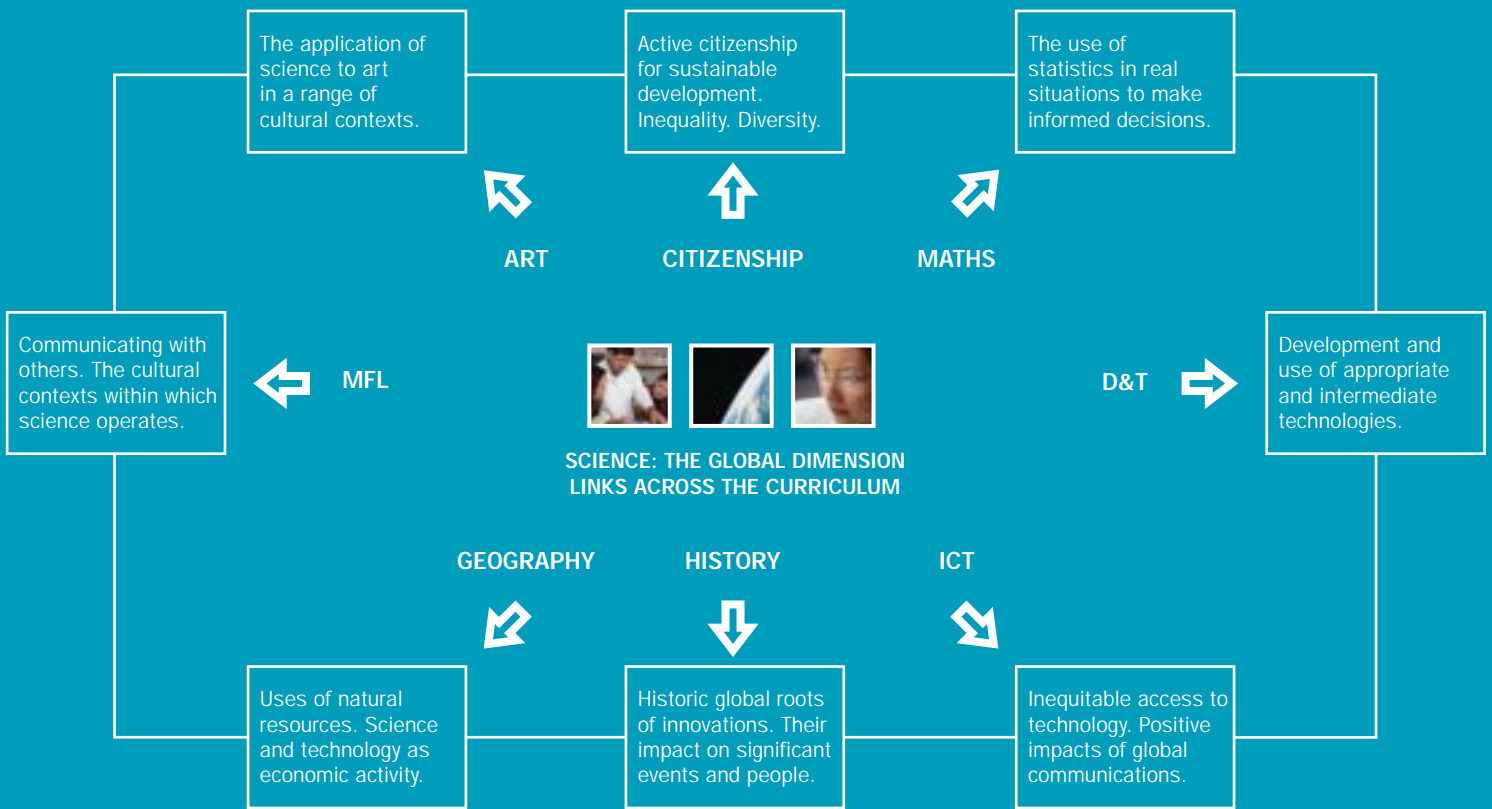 The application of
science to art
in a range of
cultural contexts.
Active citizenship
for sustainable
development.
Inequality. Diversity.
The use of
statistics in real
situations to make
informed decisions.
ART
CITIZENSHIP
MATHS
Communicating with
others. The cultural
contexts within which
science operates.
MFL
D&T
Development and
use of appropriate
and intermediate
technologies.
SCIENCE: THE GLOBAL DIMENSION
LINKS ACROSS THE CURRICULUM
GEOGRAPHY
HISTORY
ICT
Uses of natural
resources. Science
and technology as
economic activity.
Historic global roots
of innovations. Their
impact on significant
events and people.
Inequitable access to
technology. Positive
impacts of global
communications.